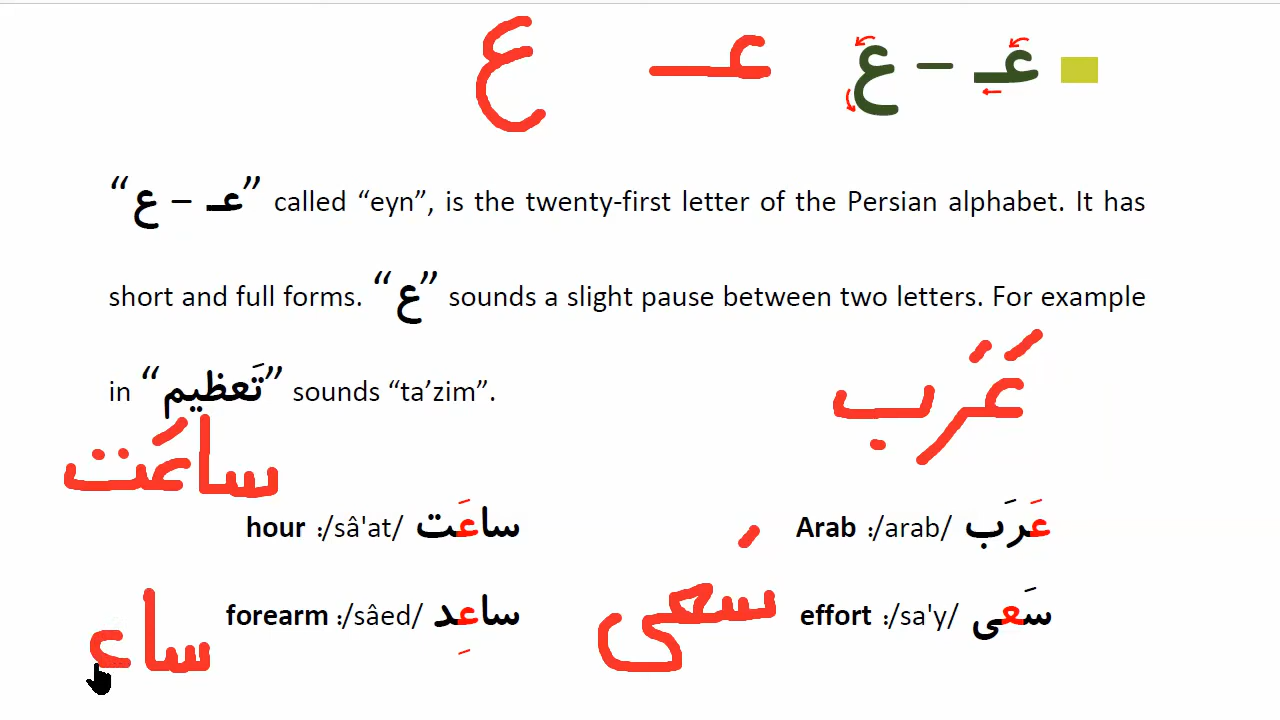 ع عـ عـ – ع
“عـ – ع” called “eyn”, is the twenty-first letter of the Persian alphabet. It has
short and full forms. “ع” sounds a slight pause between two letters. For example
in “تَعظیم” sounds “ta’zim”.
عَرَب
ساعَت
عَرَب /arab/: Arab ساعَت /sâ'at/: hour
سَعی /sa'y/: effort ساعِد /sâed/: forearm
سَعی ساع